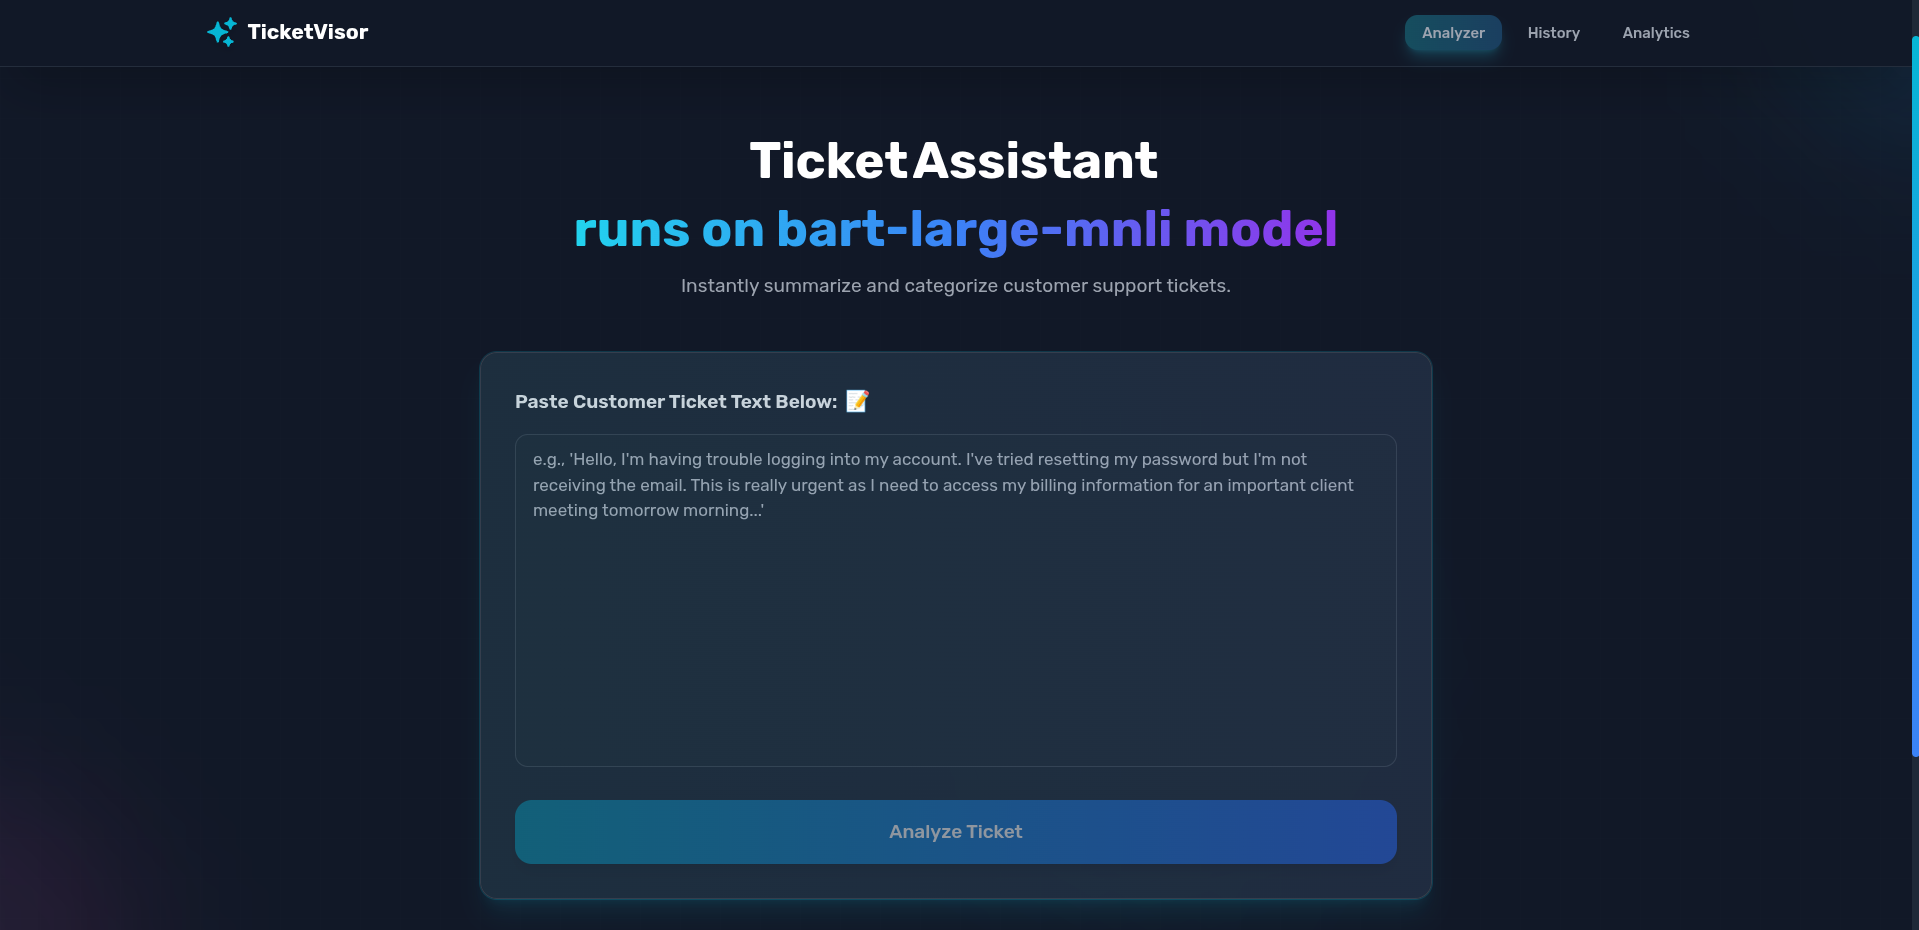 TicketVisor
Analyzer
History
Analytics
Ticket Assistant
runs on bart-large-mnli model
Instantly summarize and categorize customer support tickets.
Paste Customer Ticket Text Below: 📝
e.g., 'Hello, I'm having trouble logging into my account. I've tried resetting my password but I'm not
receiving the email. This is really urgent as I need to access my billing information for an important client
meeting tomorrow morning...'
Analyze Ticket